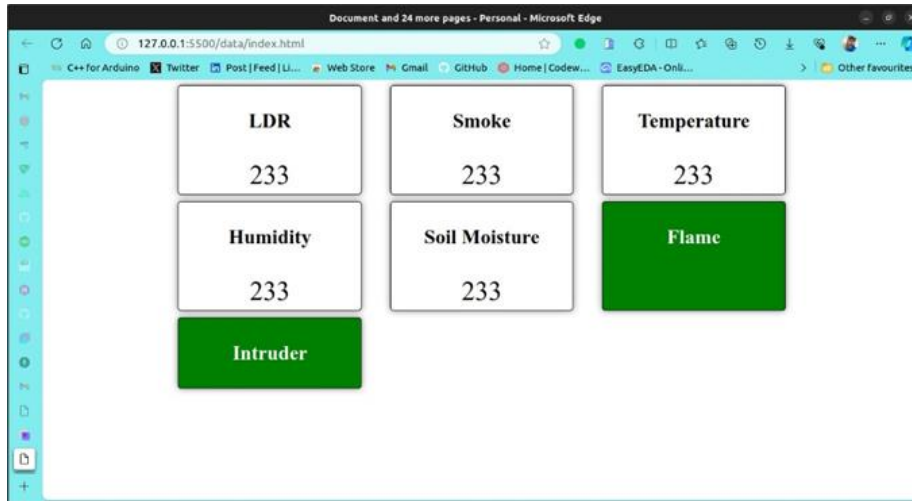 Document and 24 more pages - Personal - Microsoft Edge
127.0.0.1:5500/data/index.html
C++ for Arduino Twitter Post | Feed | Li... Web Store Gmail GitHub Home | Codew... EasyEDA - Onli... Other favourites
LDR Smoke Temperature
233 233 233
Humidity Soil Moisture Flame
233 233
Intruder